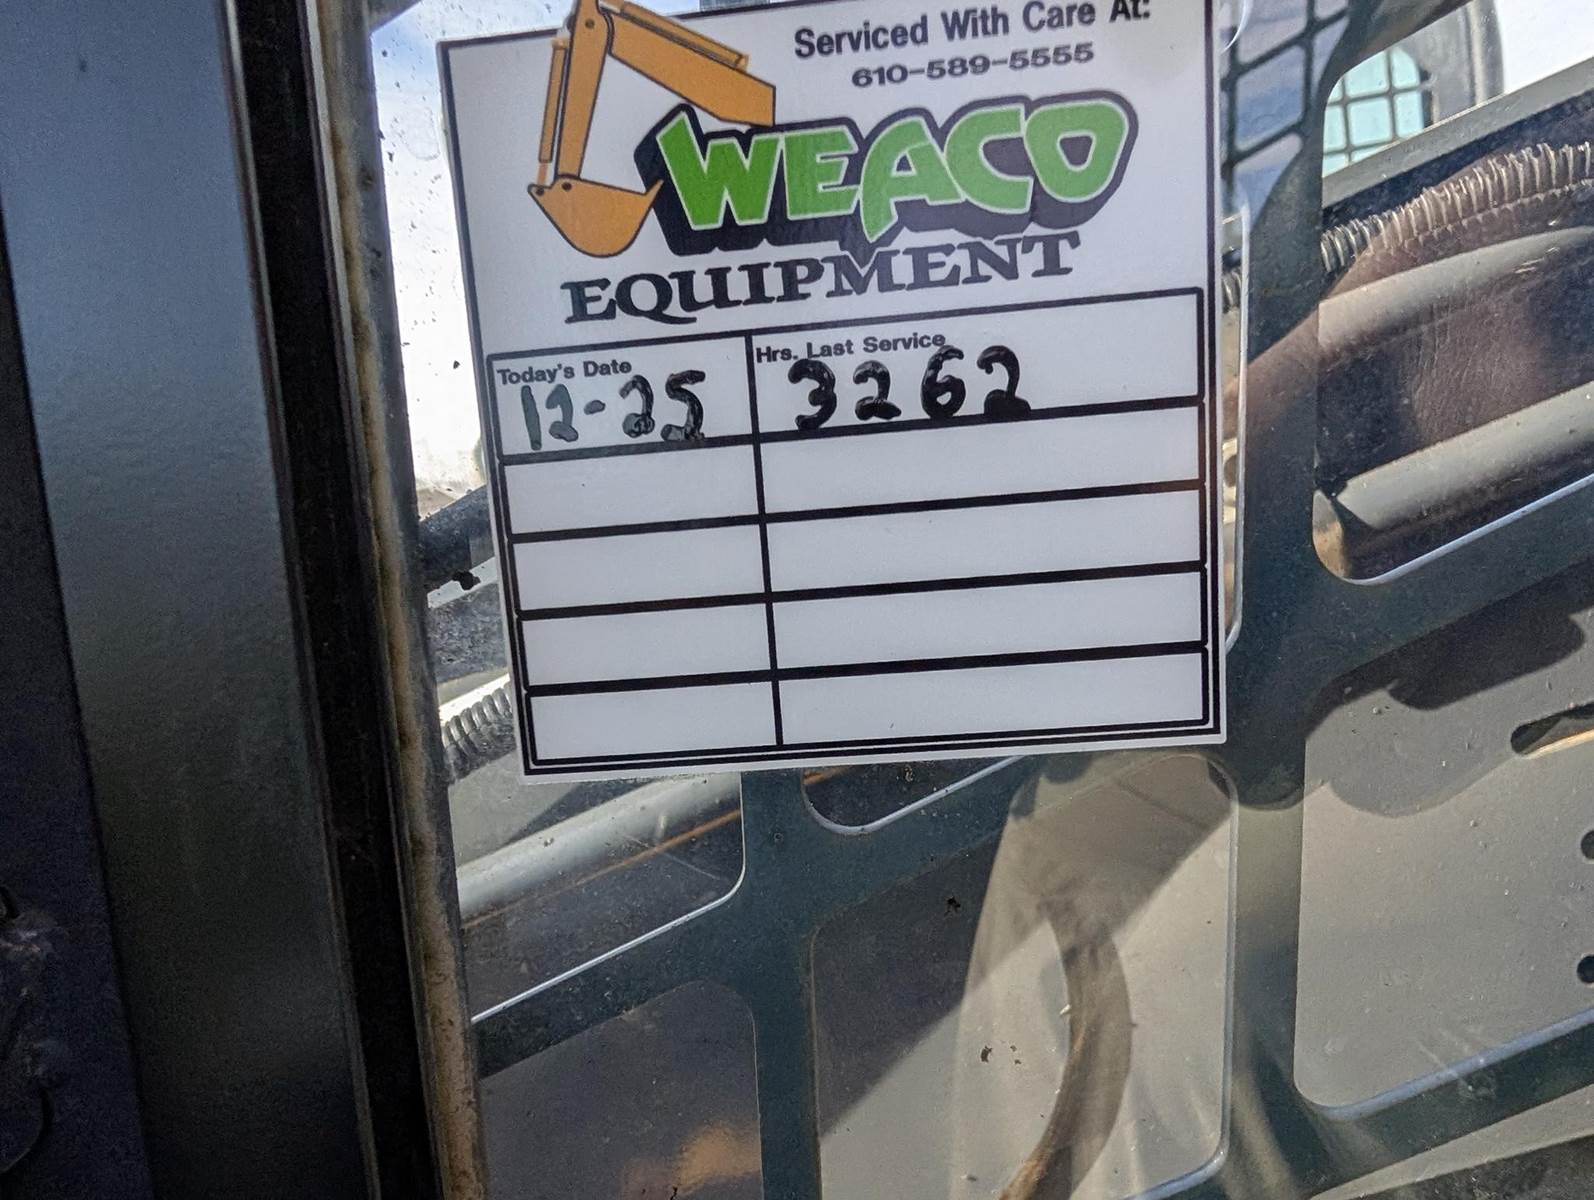 Serviced With Care At:
610-589-5555
WEACO
EQUIPMENT
Today's Date
Hrs. Last Service
12-25
3262